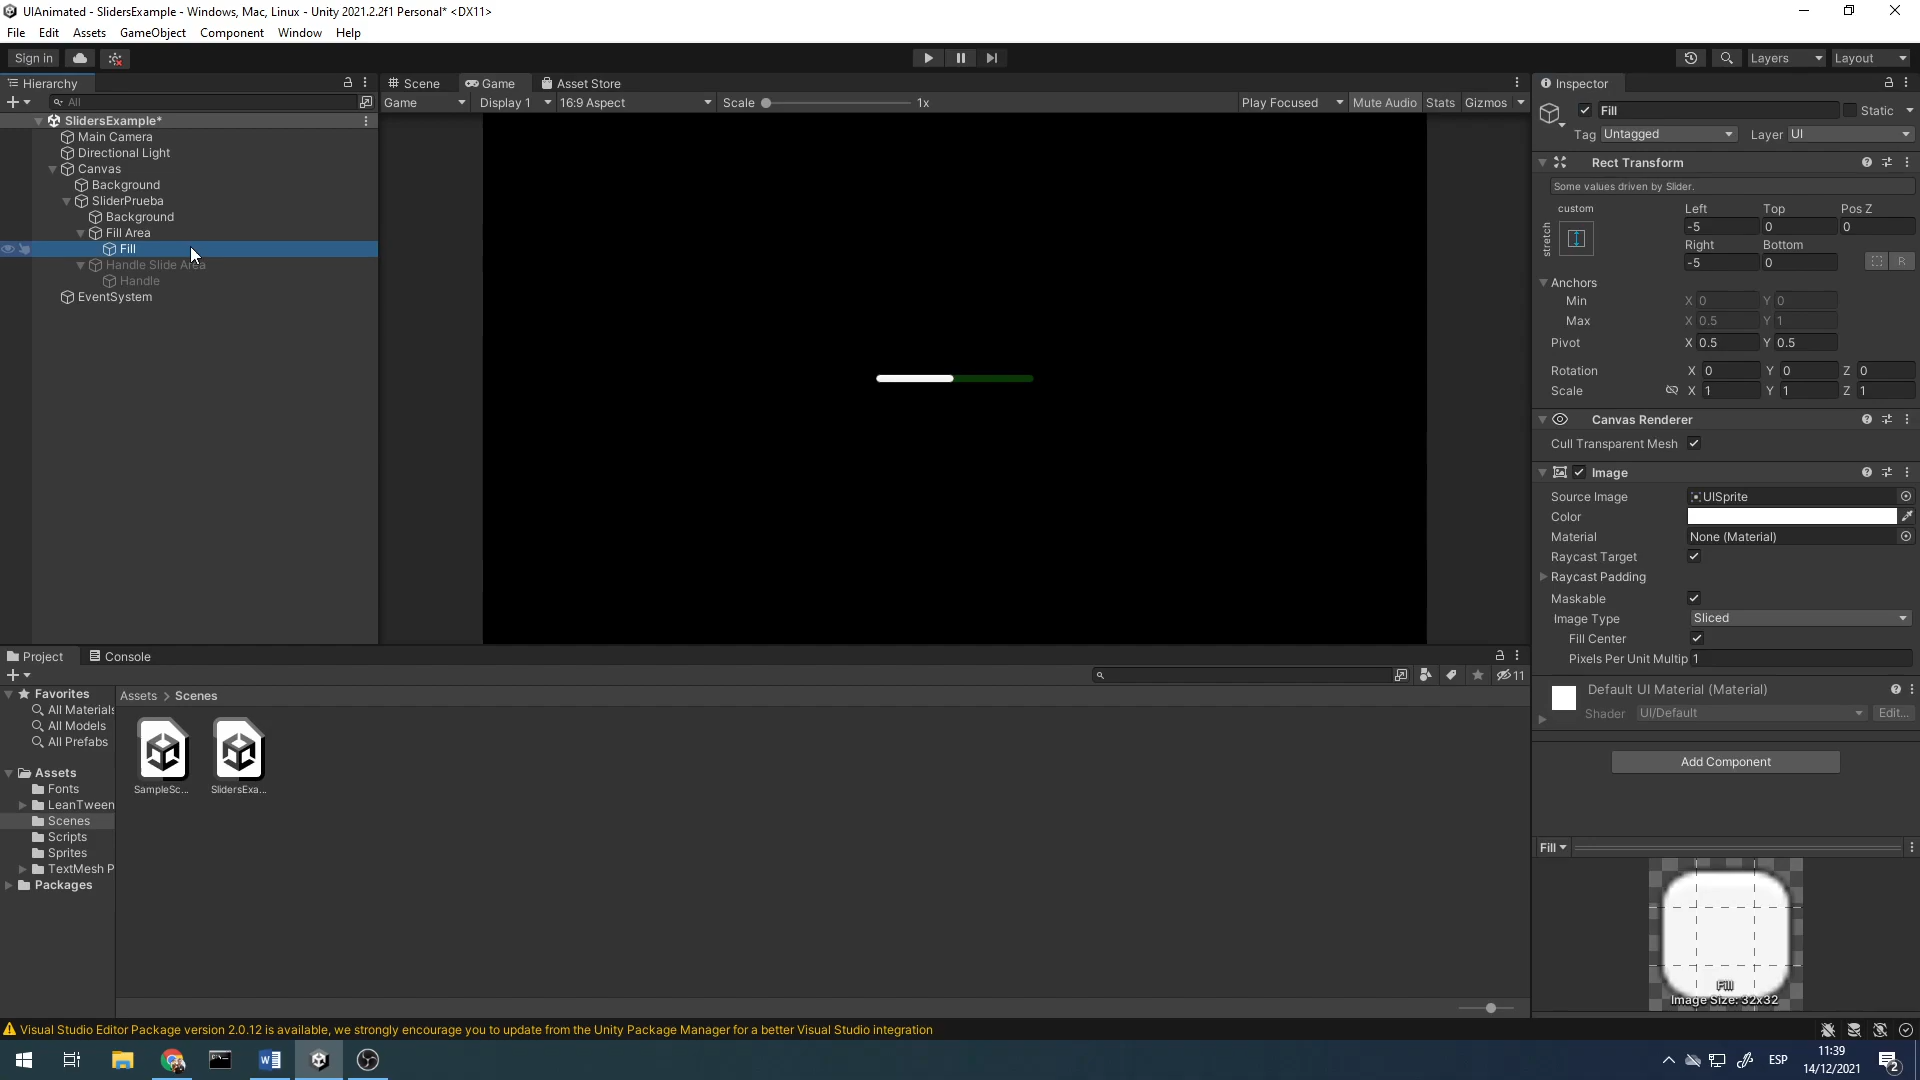 UIAnimated - SlidersExample - Windows, Mac, Linux - Unity 2021.2.2f1 Personal* <DX11>
File Edit Assets GameObject Component Window Help
Sign in
Layers
Layout
Hierarchy
All
SlidersExample*
Main Camera
Directional Light
Canvas
Background
SliderPrueba
Background
Fill Area
Fill
Handle Slide Area
Handle
EventSystem
Scene Game Asset Store
Game Display 1 16:9 Aspect Scale 1x Play Focused Mute Audio Stats Gizmos
Inspector
Fill Static
Tag Untagged Layer UI
Rect Transform
Some values driven by Slider.
custom
stretch
Left Top Pos Z
-5 0 0
Right Bottom
-5 0 R
Anchors
Min X 0 Y 0
Max X 0.5 Y 1
Pivot X 0.5 Y 0.5
Rotation X 0 Y 0 Z 0
Scale X 1 Y 1 Z 1
Canvas Renderer
Cull Transparent Mesh
Image
Source Image UISprite
Color
Material None (Material)
Raycast Target
Raycast Padding
Maskable
Image Type Sliced
Fill Center
Pixels Per Unit Multip 1
Default UI Material (Material)
Shader UI/Default Edit...
Add Component
Fill
Fill
Image Size: 32x32
Project Console
11
Favorites
All Materials
All Models
All Prefabs
Assets
Fonts
LeanTween
Scenes
Scripts
Sprites
TextMesh P
Packages
Assets > Scenes
SampleSc...
SlidersExa...
Visual Studio Editor Package version 2.0.12 is available, we strongly encourage you to update from the Unity Package Manager for a better Visual Studio integration
ESP
11:39
14/12/2021
2